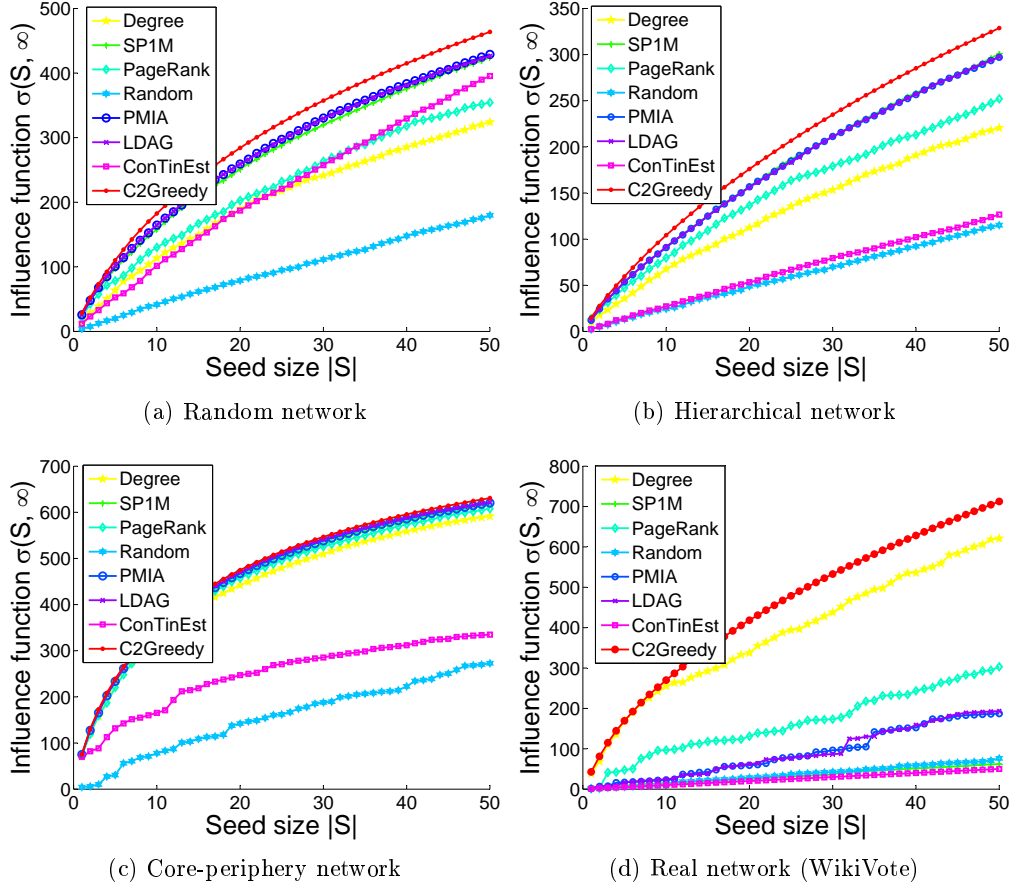 Influence function σ(S, ∞)
500
400
300
200
100
0
Degree
SP1M
PageRank
Random
PMIA
LDAG
ConTinEst
C2Greedy
0 10 20 30 40 50
Seed size |S|
(a) Random network
Influence function σ(S, ∞)
350
300
250
200
150
100
50
0
Degree
SP1M
PageRank
Random
PMIA
LDAG
ConTinEst
C2Greedy
0 10 20 30 40 50
Seed size |S|
(b) Hierarchical network
Influence function σ(S, ∞)
700
600
500
400
300
200
100
0
Degree
SP1M
PageRank
Random
PMIA
LDAG
ConTinEst
C2Greedy
0 10 20 30 40 50
Seed size |S|
(c) Core-periphery network
Influence function σ(S, ∞)
800
700
600
500
400
300
200
100
0
Degree
SP1M
PageRank
Random
PMIA
LDAG
ConTinEst
C2Greedy
0 10 20 30 40 50
Seed size |S|
(d) Real network (WikiVote)